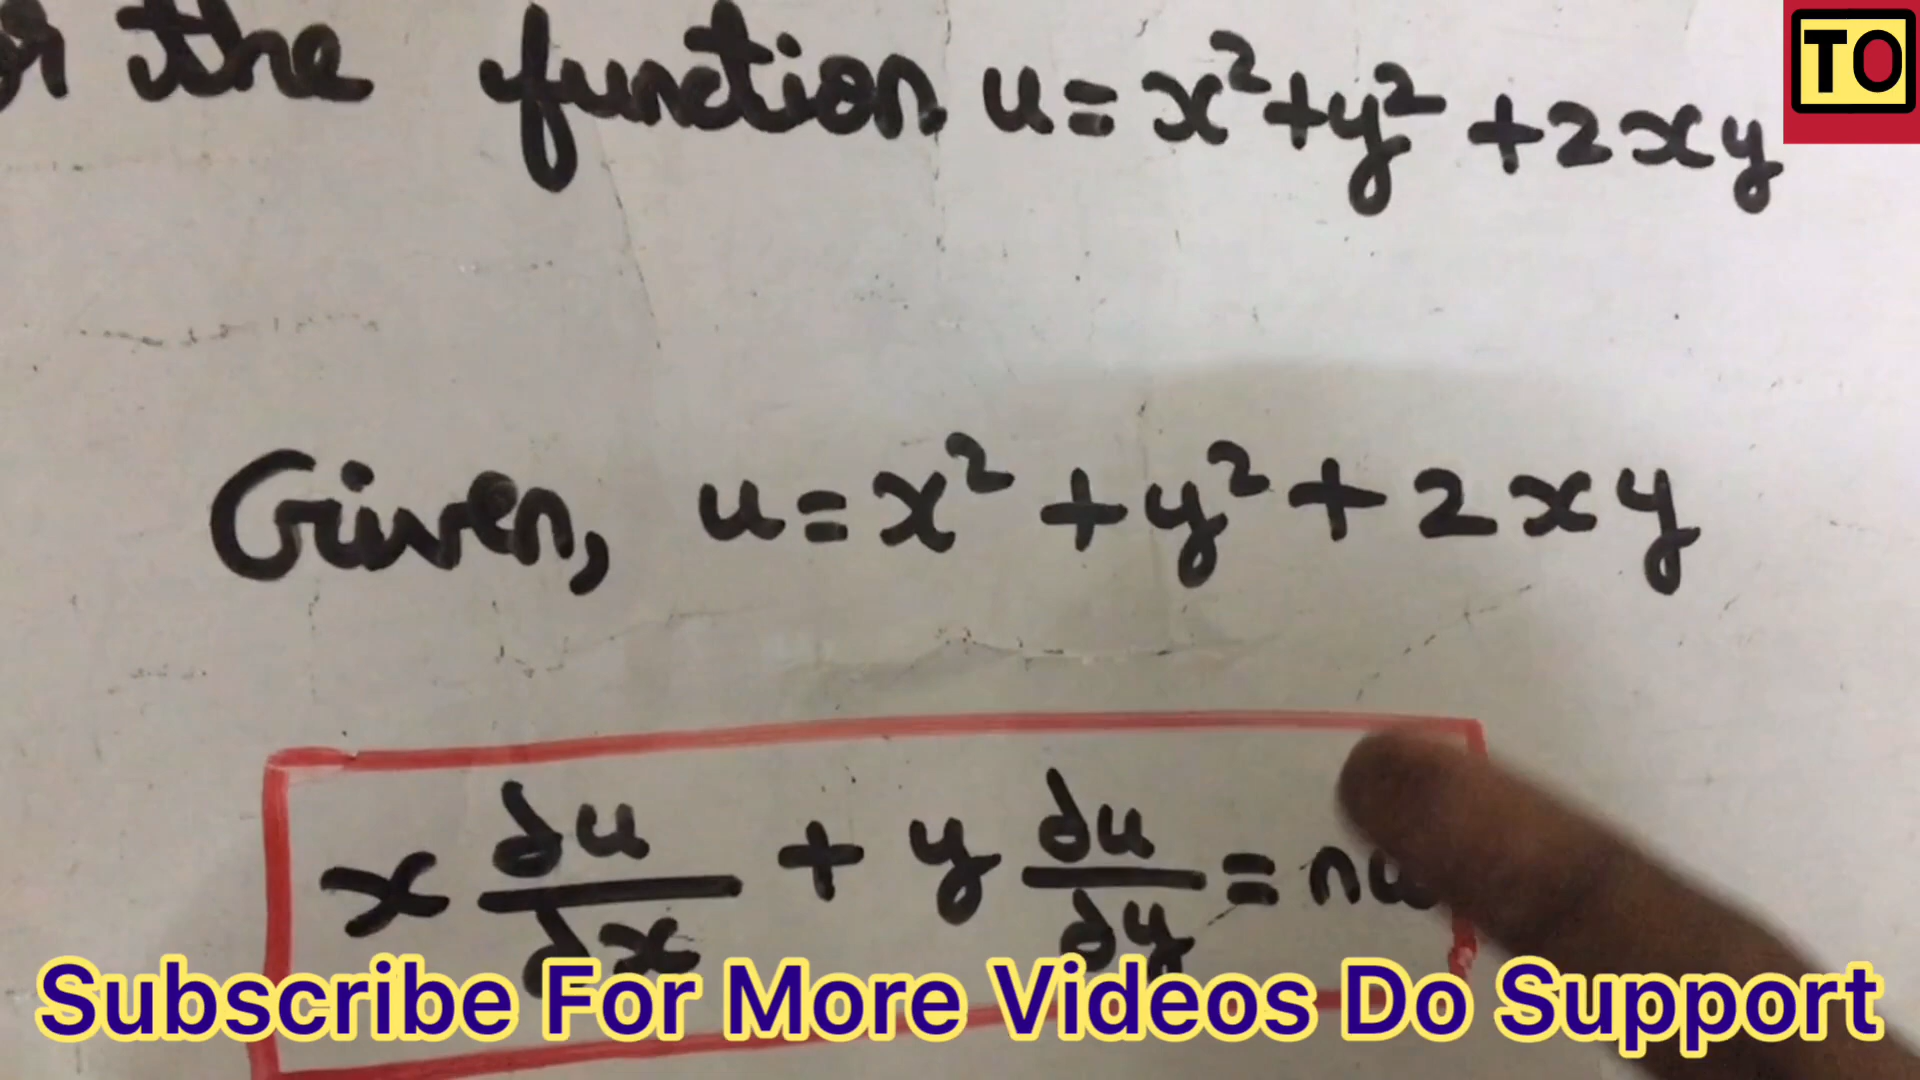 the function u=x²+y²+2xy
TO
Given, u=x²+y²+2xy
x ∂u/∂x + y ∂u/∂y = nu
Subscribe For More Videos Do Support